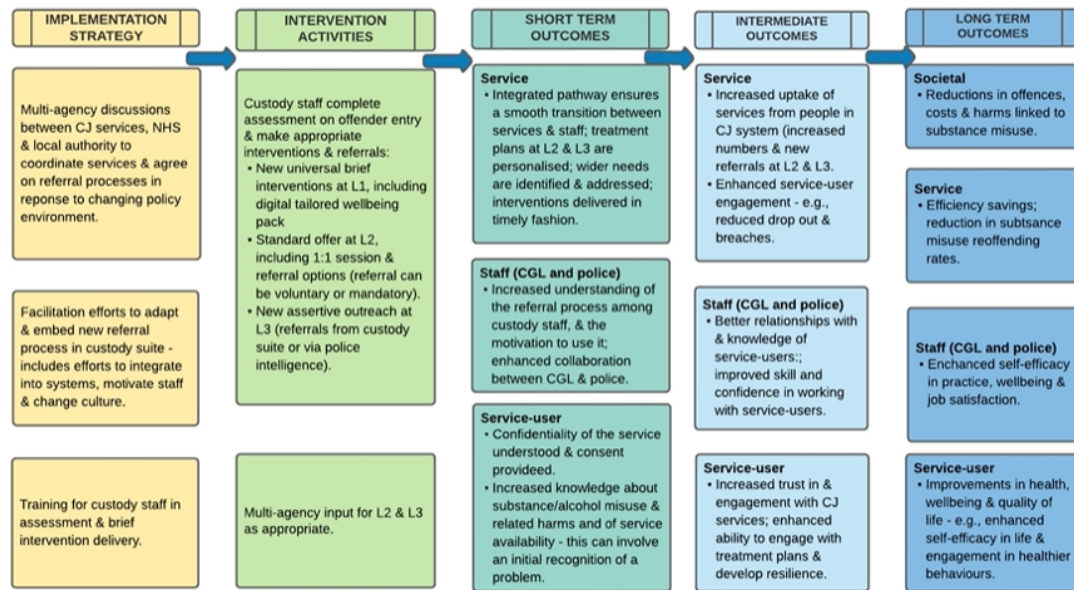 IMPLEMENTATION
STRATEGY
Multi-agency discussions
between CJ services, NHS
& local authority to
coordinate services & agree
on referral processes in
reponse to changing policy
environment.
Facilitation efforts to adapt
& embed new referral
process in custody suite -
includes efforts to integrate
into systems, motivate staff
& change culture.
Training for custody staff in
assessment & brief
intervention delivery.
INTERVENTION
ACTIVITIES
Custody staff complete
assessment on offender entry
& make appropriate
interventions & referrals:
• New universal brief
interventions at L1, including
digital tailored wellbeing
pack
• Standard offer at L2,
including 1:1 session &
referral options (referral can
be voluntary or mandatory).
• New assertive outreach at
L3 (referrals from custody
suite or via police
intelligence).
Multi-agency input for L2 & L3
as appropriate.
SHORT TERM
OUTCOMES
Service
• Integrated pathway ensures
a smooth transition between
services & staff; treatment
plans at L2 & L3 are
personalised; wider needs
are identified & addressed;
interventions delivered in
timely fashion.
Staff (CGL and police)
• Increased understanding of
the referral process among
custody staff, & the
motivation to use it;
enhanced collaboration
between CGL & police.
Service-user
• Confidentiality of the service
understood & consent
provideed.
• Increased knowledge about
substance/alcohol misuse &
related harms and of service
availability - this can involve
an initial recognition of a
problem.
INTERMEDIATE
OUTCOMES
Service
• Increased uptake of
services from people in
CJ system (increased
numbers & new
referrals at L2 & L3.
• Enhanced service-user
engagement - e.g.,
reduced drop out &
breaches.
Staff (CGL and police)
• Better relationships with
& knowledge of
service-users:;
improved skill and
confidence in working
with service-users.
Service-user
• Increased trust in &
engagement with CJ
services; enhanced
ability to engage with
treatment plans &
develop resilience.
LONG TERM
OUTCOMES
Societal
• Reductions in offences,
costs & harms linked to
substance misuse.
Service
• Efficiency savings;
reduction in subtsance
misuse reoffending
rates.
Staff (CGL and police)
• Enchanced self-efficacy
in practice, wellbeing &
job satisfaction.
Service-user
• Improvements in health,
wellbeing & quality of
life - e.g., enhanced
self-efficacy in life &
engagement in healthier
behaviours.